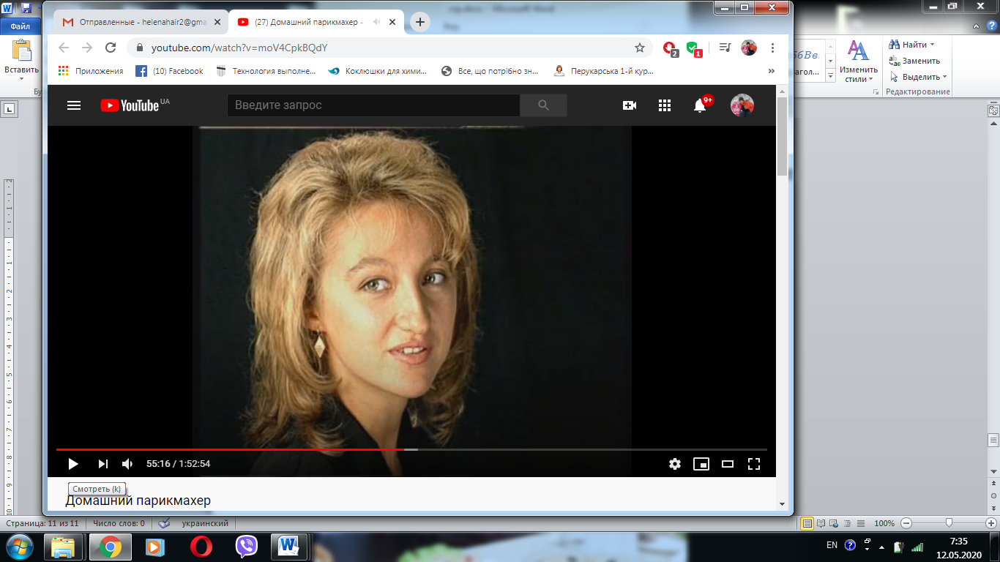 Файл
Отправленные - helenahair2@gma
(27) Домашний парикмахер -
youtube.com/watch?v=moV4CpkBQdY
2
1
Приложения
(10) Facebook
Технология выполне...
Коклюшки для хими...
Все, що потрібно зн...
Перукарська 1-й кур...
»
Вставить
Найти
Заменить
Выделить
Изменить
стили
Редактирование
YouTube UA
Введите запрос
9+
55:16 / 1:52:54
Смотреть (k)
Домашний парикмахер
Страница: 11 из 11
Число слов: 0
украинский
100%
EN
7:35
12.05.2020